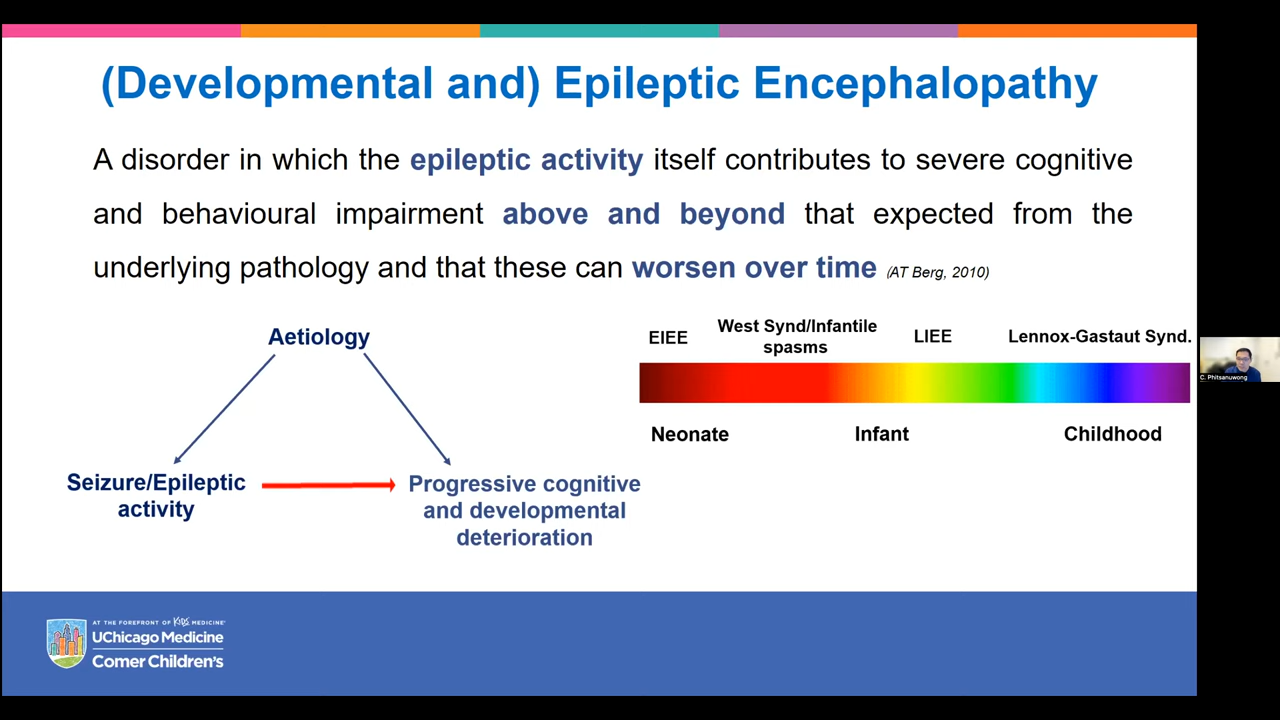 (Developmental and) Epileptic Encephalopathy
A disorder in which the epileptic activity itself contributes to severe cognitive
and behavioural impairment above and beyond that expected from the
underlying pathology and that these can worsen over time (AT Berg, 2010)
Aetiology
Seizure/Epileptic
activity
Progressive cognitive
and developmental
deterioration
EIEE
West Synd/Infantile
spasms
LIEE
Lennox-Gastaut Synd.
Neonate
Infant
Childhood
C. Phitsanuwong
AT THE FOREFRONT OF KIDS MEDICINE®
UChicago Medicine
Comer Children's